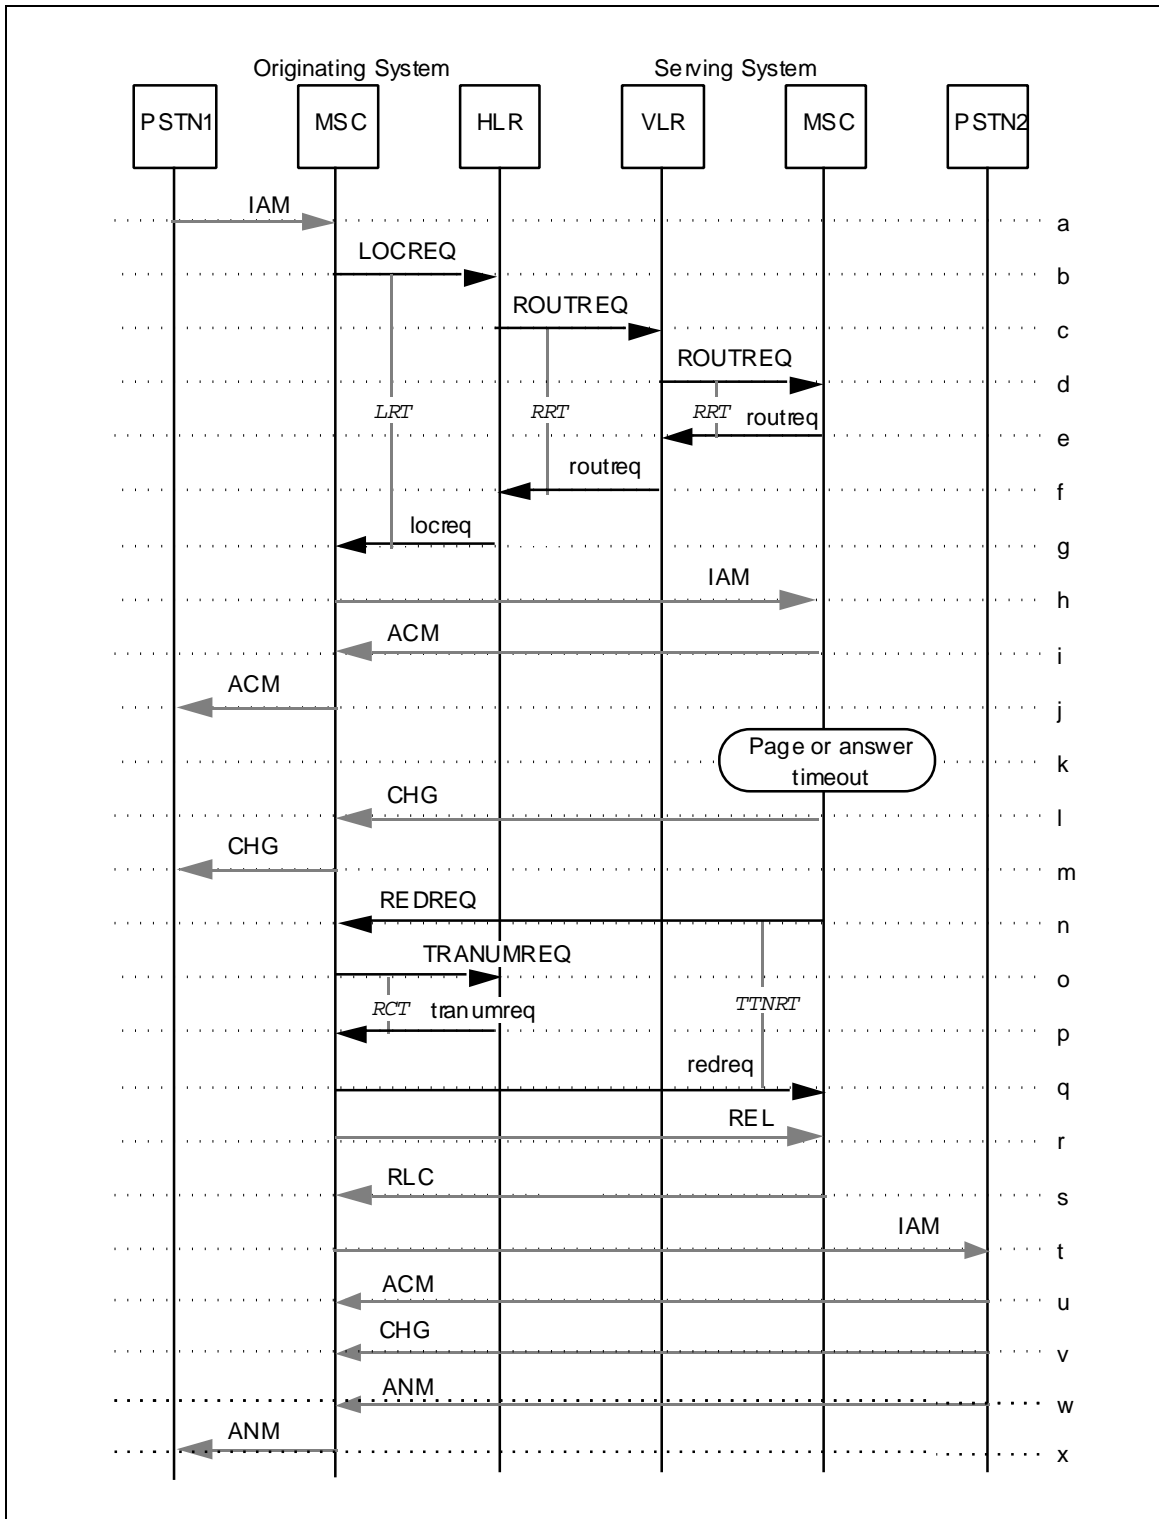 Originating System Serving System
PSTN1 MSC HLR VLR MSC PSTN2
IAM a
LOCREQ b
ROUTREQ c
ROUTREQ d
LRT RRT RRT routreq
e
routreq f
locreq g
IAM h
ACM i
ACM j
Page or answer
timeout k
CHG l
CHG m
REDREQ n
TRANUMREQ o
RCT tranumreq TTNRT
p
redreq q
REL r
RLC s
IAM t
ACM u
CHG v
ANM w
ANM x